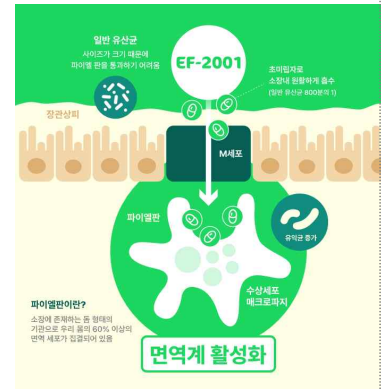 일반 유산균
사이즈가 크기 때문에
파이엘 판을 통과하기 어려움
EF-2001
초미립자로
소장내 원활하게 흡수
(일반 유산균 800분의 1)
장관상피
M세포
파이엘판
유익균 증가
수상세포
매크로파지
파이엘판이란?
소장에 존재하는 돔 형태의
기관으로 우리 몸의 60% 이상의
면역 세포가 집결되어 있음
면역계 활성화